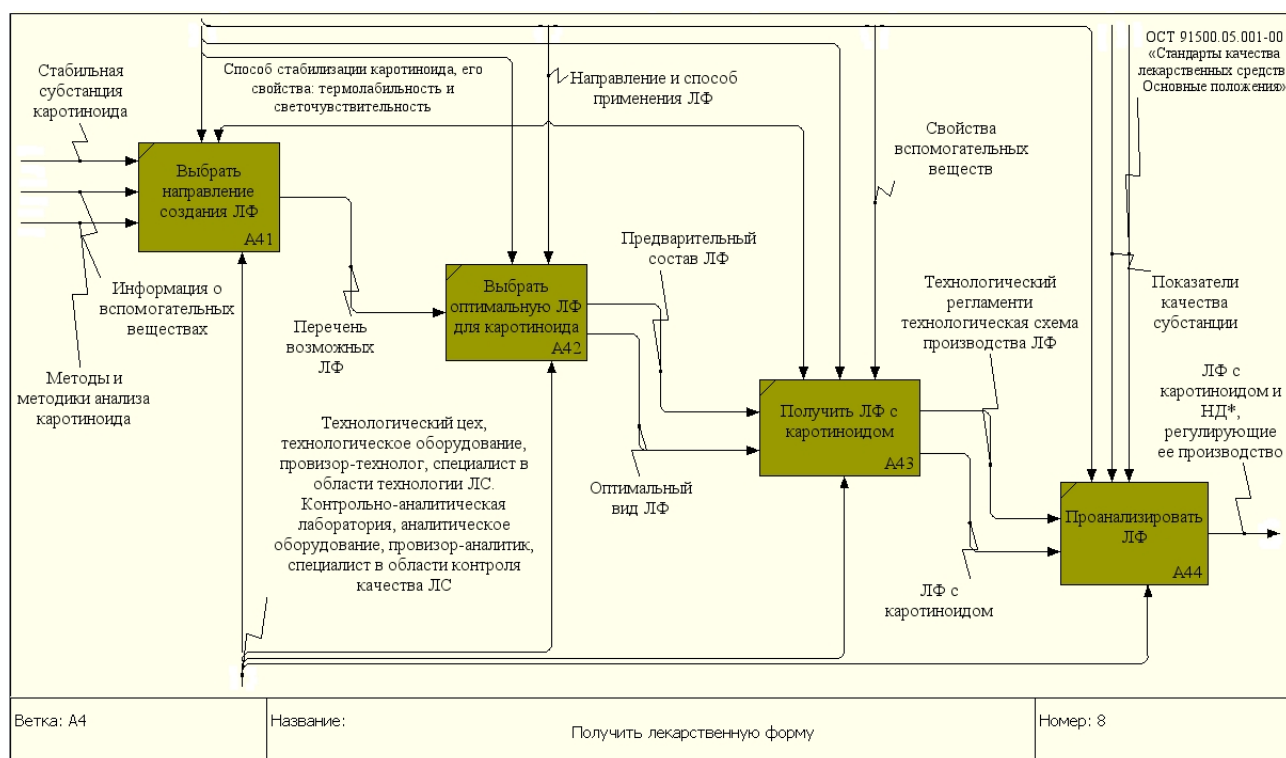 ОСТ 91500.05.001-00
«Стандарты качества
лекарственных средств
Основные положения»
Стабильная
субстанция
каротиноида
Способ стабилизации каротиноида, его
свойства: термолабильность и
светочувствительность
Направление и способ
применения ЛФ
Свойства
вспомогательных
веществ
Выбрать
направление
создания ЛФ
А41
Информация о
вспомогательных
веществах
Методы и
методики анализа
каротиноида
Перечень
возможных
ЛФ
Выбрать
оптимальную ЛФ
для каротиноида
А42
Предварительный
состав ЛФ
Оптимальный
вид ЛФ
Технологический
регламенти
технологическая схема
производства ЛФ
Показатели
качества
субстанции
Получить ЛФ с
каротиноидом
А43
ЛФ с
каротиноидом
ЛФ с
каротиноидом и
НД*,
регулирующие
ее производство
Проанализировать
ЛФ
А44
Технологический цех,
технологическое оборудование,
провизор-технолог, специалист в
области технологии ЛС.
Контрольно-аналитическая
лаборатория, аналитическое
оборудование, провизор-аналитик,
специалист в области контроля
качества ЛС
Ветка: А4
Название:
Получить лекарственную форму
Номер: 8